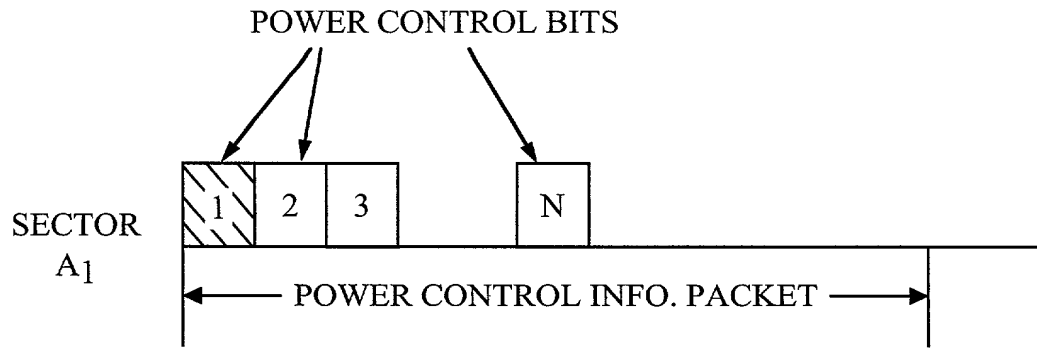 POWER CONTROL BITS
1 2 3 N
SECTOR
A1
POWER CONTROL INFO. PACKET